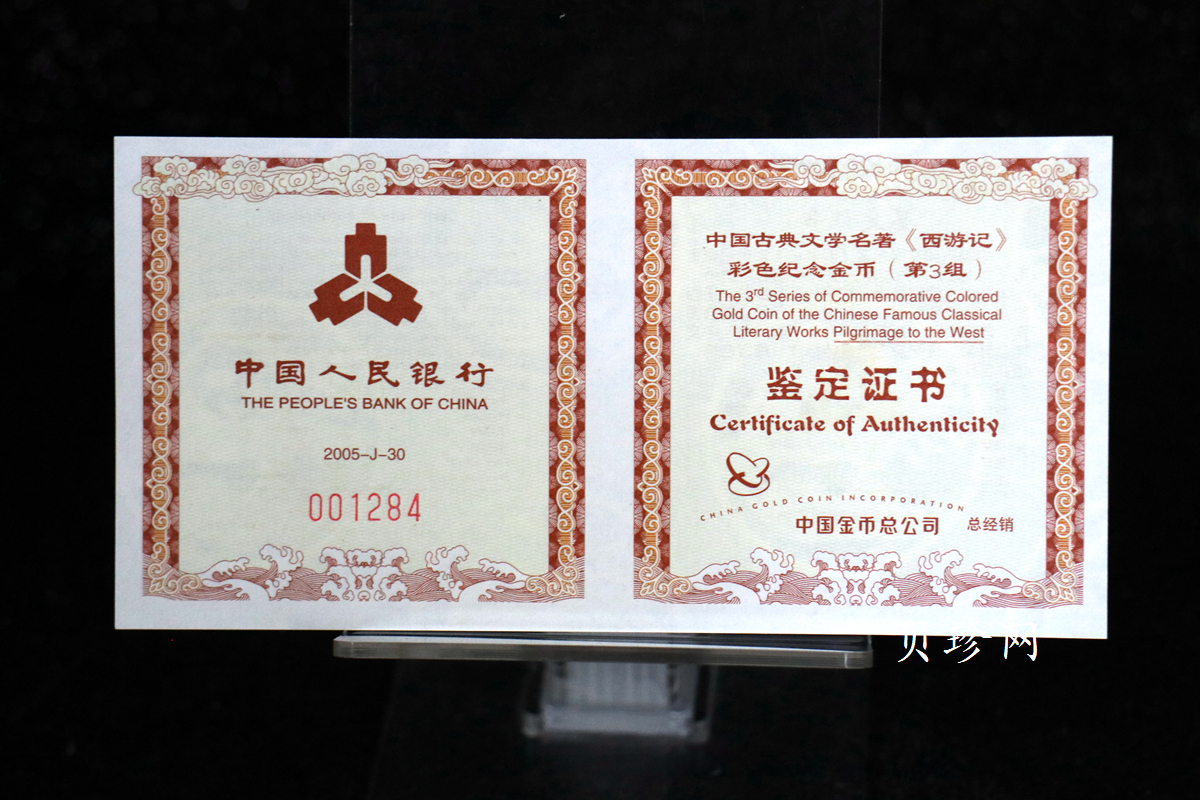 中国人民银行
THE PEOPLE'S BANK OF CHINA
2005-J-30
001284
中国古典文学名著《西游记》
彩色纪念金币（第3组）
The 3rd Series of Commemorative Colored
Gold Coin of the Chinese Famous Classical
Literary Works Pilgrimage to the West
鉴定证书
Certificate of Authenticity
CHINA GOLD COIN INCORPORATION
中国金币总公司 总经销
贝珍网